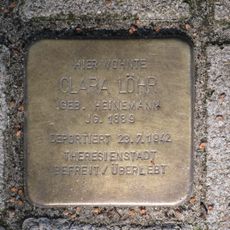 HIER WOHNTE
CLARA LÖHR
GEB. HEINEMANN
JG. 1889
DEPORTIERT 23.7.1942
THERESIENSTADT
BEFREIT/ÜBERLEBT